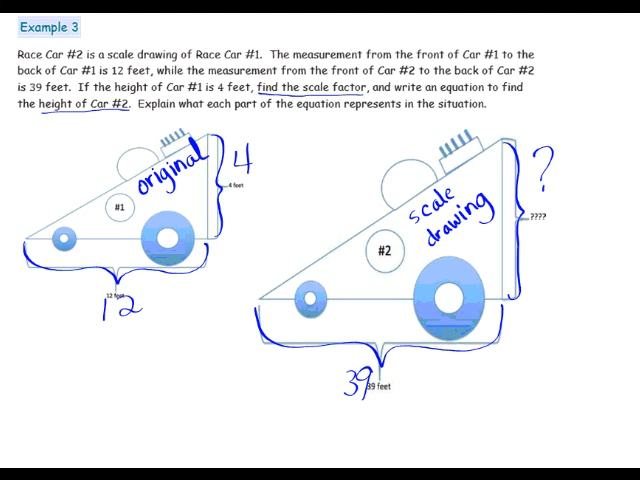 Example 3
Race Car #2 is a scale drawing of Race Car #1. The measurement from the front of Car #1 to the
back of Car #1 is 12 feet, while the measurement from the front of Car #2 to the back of Car #2
is 39 feet. If the height of Car #1 is 4 feet, find the scale factor, and write an equation to find
the height of Car #2. Explain what each part of the equation represents in the situation.
original
4
4 feet
#1
12 feet
12
scale
drawing
?
????
#2
39
39 feet